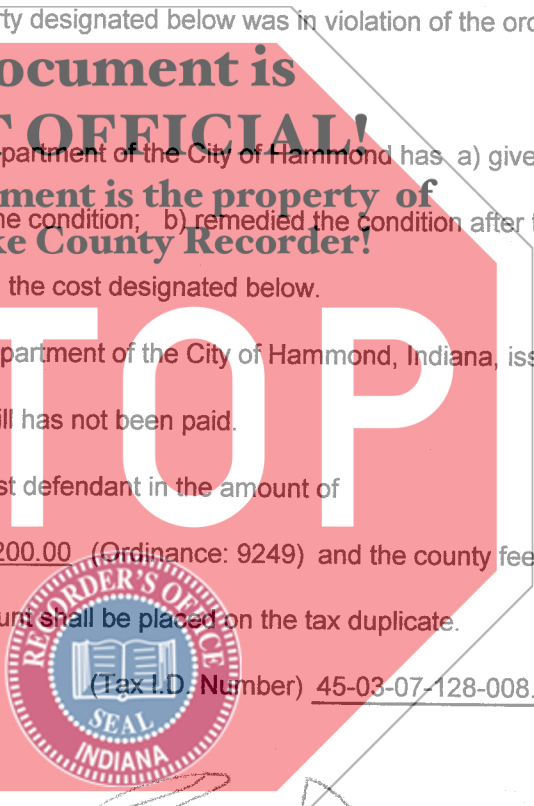 rty designated below was in violation of the ord
ocument is
T OFFICIAL!
partment of the City of Hammond has a) give
ment is the property of
ne condition; b) remedied the condition after t
ke County Recorder!
the cost designated below.
partment of the City of Hammond, Indiana, iss
TOP
ill has not been paid.
st defendant in the amount of
200.00 (Ordinance: 9249) and the county fee
unt shall be placed on the tax duplicate.
RECORDER'S OFFICE
(Tax I.D. Number) 45-03-07-128-008.
SEAL
INDIANA